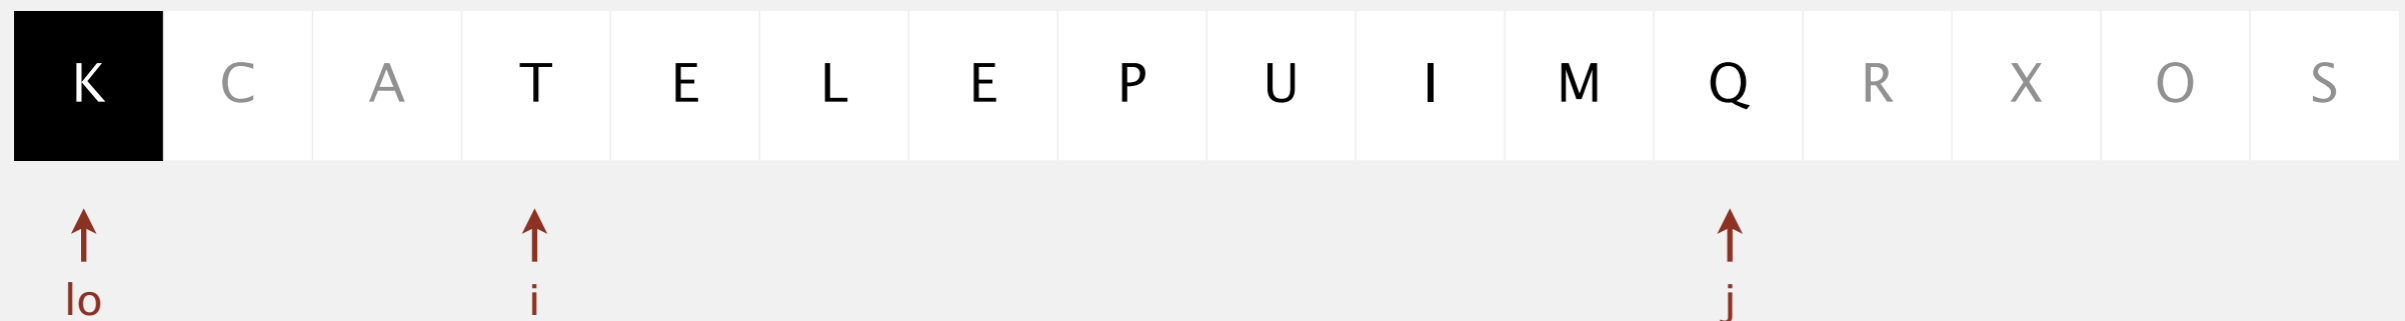 K C A T E L E P U I M Q R X O S
lo i j